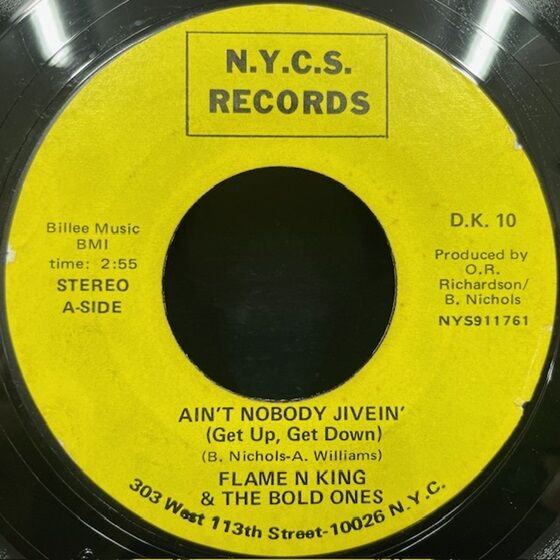 N.Y.C.S.
RECORDS
Billee Music
BMI
time: 2:55
STEREO
A-SIDE
D.K. 10
Produced by
O.R.
Richardson/
B. Nichols
NYS911761
AIN'T NOBODY JIVEIN'
(Get Up, Get Down)
(B. Nichols-A. Williams)
FLAME N KING
& THE BOLD ONES
303 West 113th Street-10026 N.Y.C.